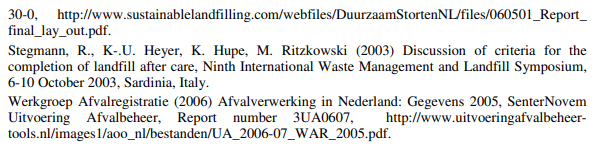 30-0, http://www.sustainablelandfilling.com/webfiles/DuurzaamStortenNL/files/060501_Report_
final_lay_out.pdf.
Stegmann, R., K-.U. Heyer, K. Hupe, M. Ritzkowski (2003) Discussion of criteria for the
completion of landfill after care, Ninth International Waste Management and Landfill Symposium,
6-10 October 2003, Sardinia, Italy.
Werkgroep Afvalregistratie (2006) Afvalverwerking in Nederland: Gegevens 2005, SenterNovem
Uitvoering Afvalbeheer, Report number 3UA0607, http://www.uitvoeringafvalbeheer-
tools.nl/images1/aoo_nl/bestanden/UA_2006-07_WAR_2005.pdf.